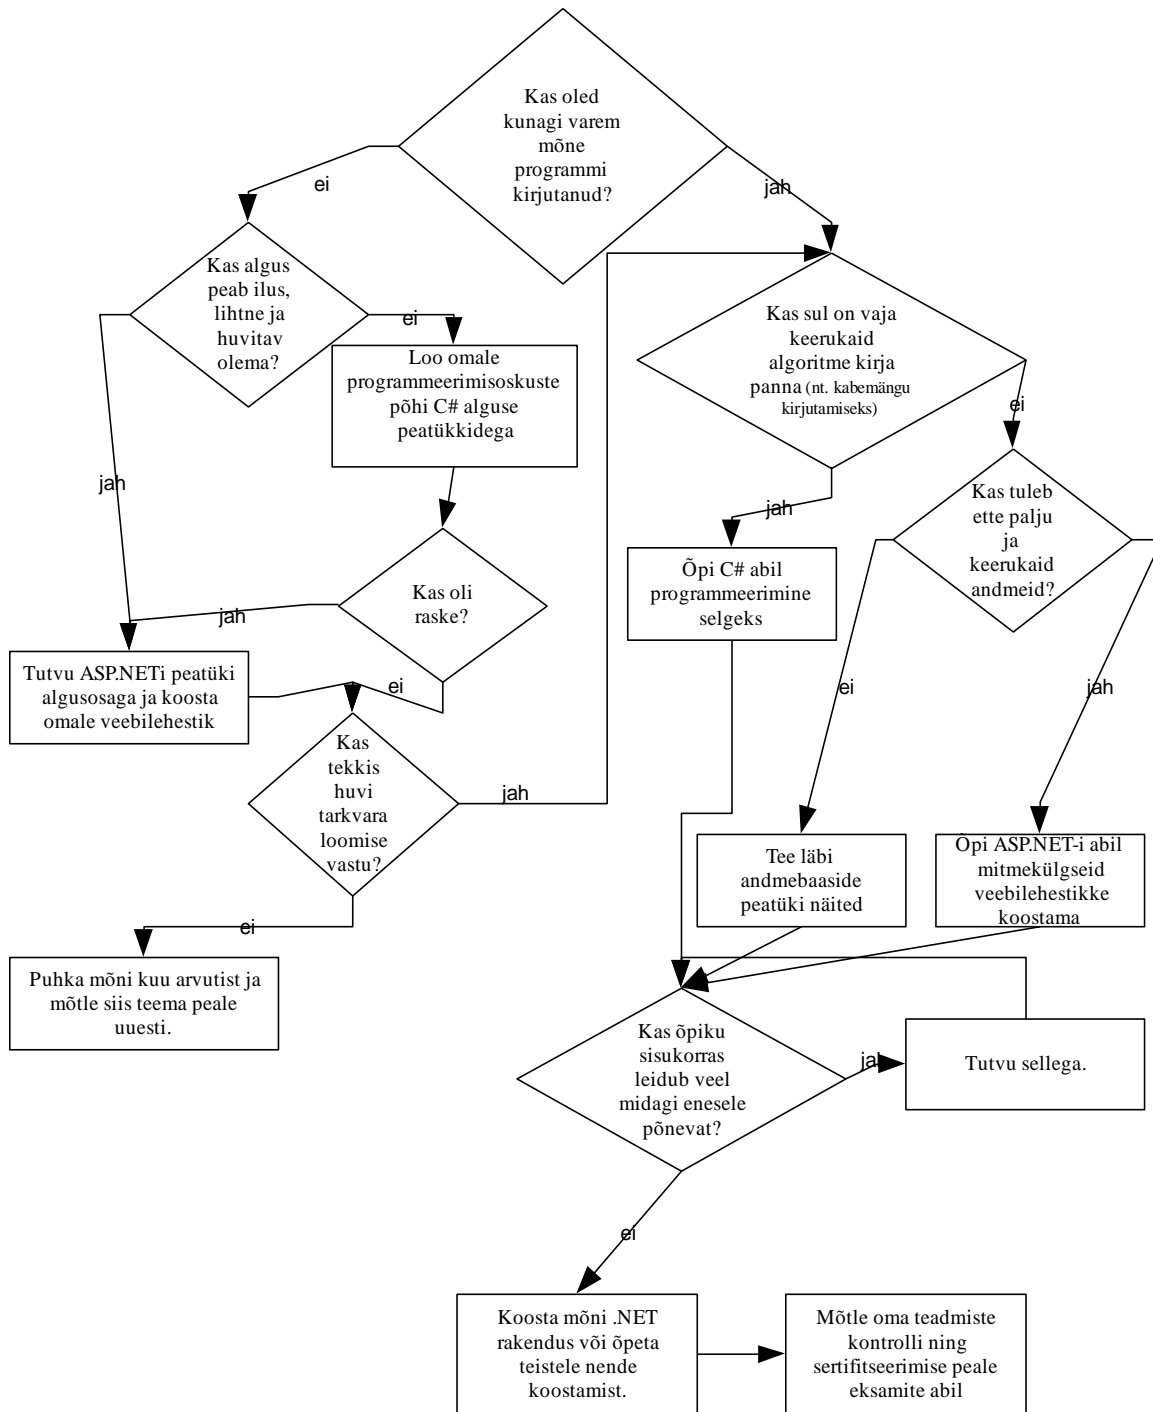 Kas oled
kunagi varem
mõne
programmi
kirjutanud?
ei
jah
Kas algus
peab ilus,
lihtne ja
huvitav
olema?
ei
jah
Loo omale
programmeerimisoskuste
põhi C# alguse
peatükkidega
Kas sul on vaja
keerukaid
algoritme kirja
panna (nt. kabemängu
kirjutamiseks)
ei
jah
Kas tuleb
ette palju
ja
keerukaid
andmeid?
ei
jah
Kas oli
raske?
jah
ei
Õpi C# abil
programmeerimine
selgeks
Tutvu ASP.NETi peatüki
algusosaga ja koosta
omale veebilehestik
Kas
tekkis
huvi
tarkvara
loomise
vastu?
jah
ei
Tee läbi
andmebaaside
peatüki näited
Õpi ASP.NET-i abil
mitmekülgseid
veebilehestikke
koostama
Puhka mõni kuu arvutist ja
mõtle siis teema peale
uuesti.
Kas õpiku
sisukorras
leidub veel
midagi enesele
põnevat?
jah
Tutvu sellega.
ei
Koosta mõni .NET
rakendus või õpeta
teistele nende
koostamist.
Mõtle oma teadmiste
kontrolli ning
sertifitseerimise peale
eksamite abil